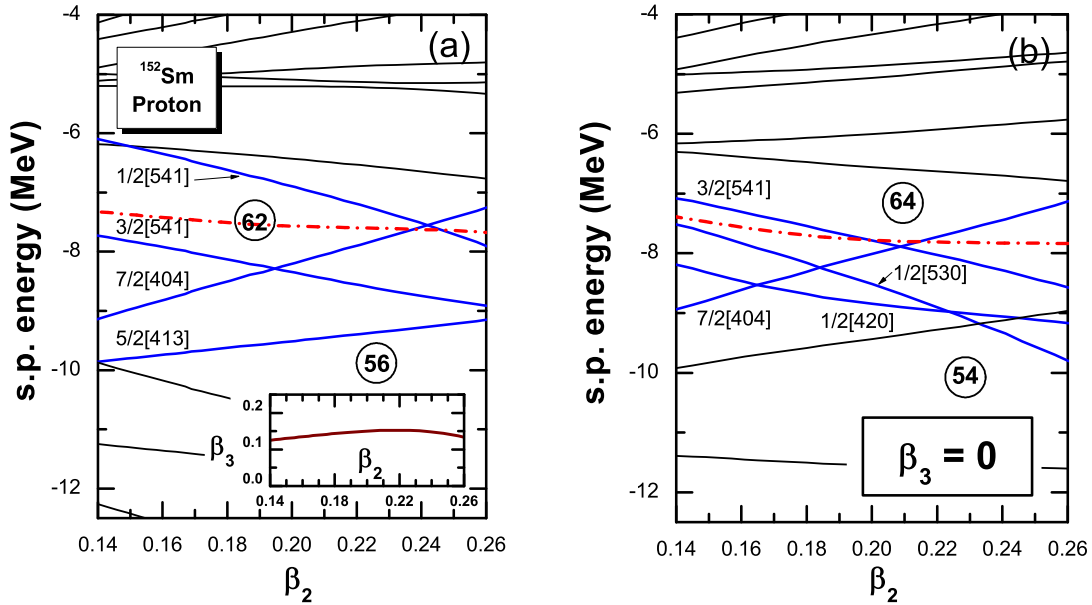 (a)
152Sm
Proton
s.p. energy (MeV)
-4
-6
-8
-10
-12
1/2[541]
62
3/2[541]
7/2[404]
5/2[413]
56
0.2
0.1
0.0
β3
β2
0.14 0.18 0.22 0.26
0.14 0.16 0.18 0.20 0.22 0.24 0.26
β2
(b)
s.p. energy (MeV)
-4
-6
-8
-10
-12
3/2[541]
64
1/2[530]
7/2[404]
1/2[420]
54
β3 = 0
0.14 0.16 0.18 0.20 0.22 0.24 0.26
β2